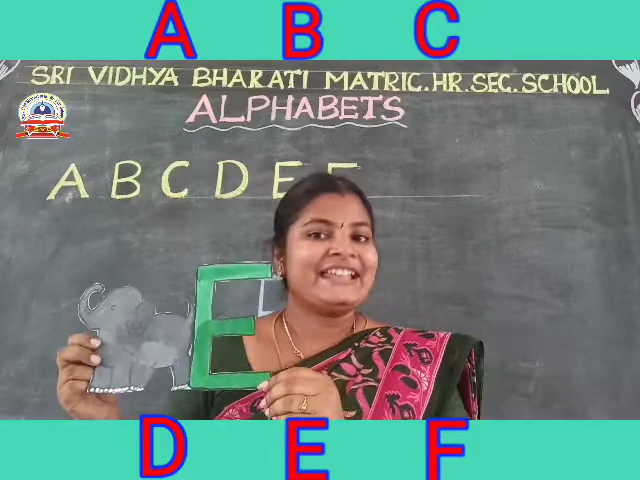 A B C
SRI VIDHYA BHARATI MATRIC.HR.SEC.SCHOOL
ALPHABETS
A B C D E F
E
D E F